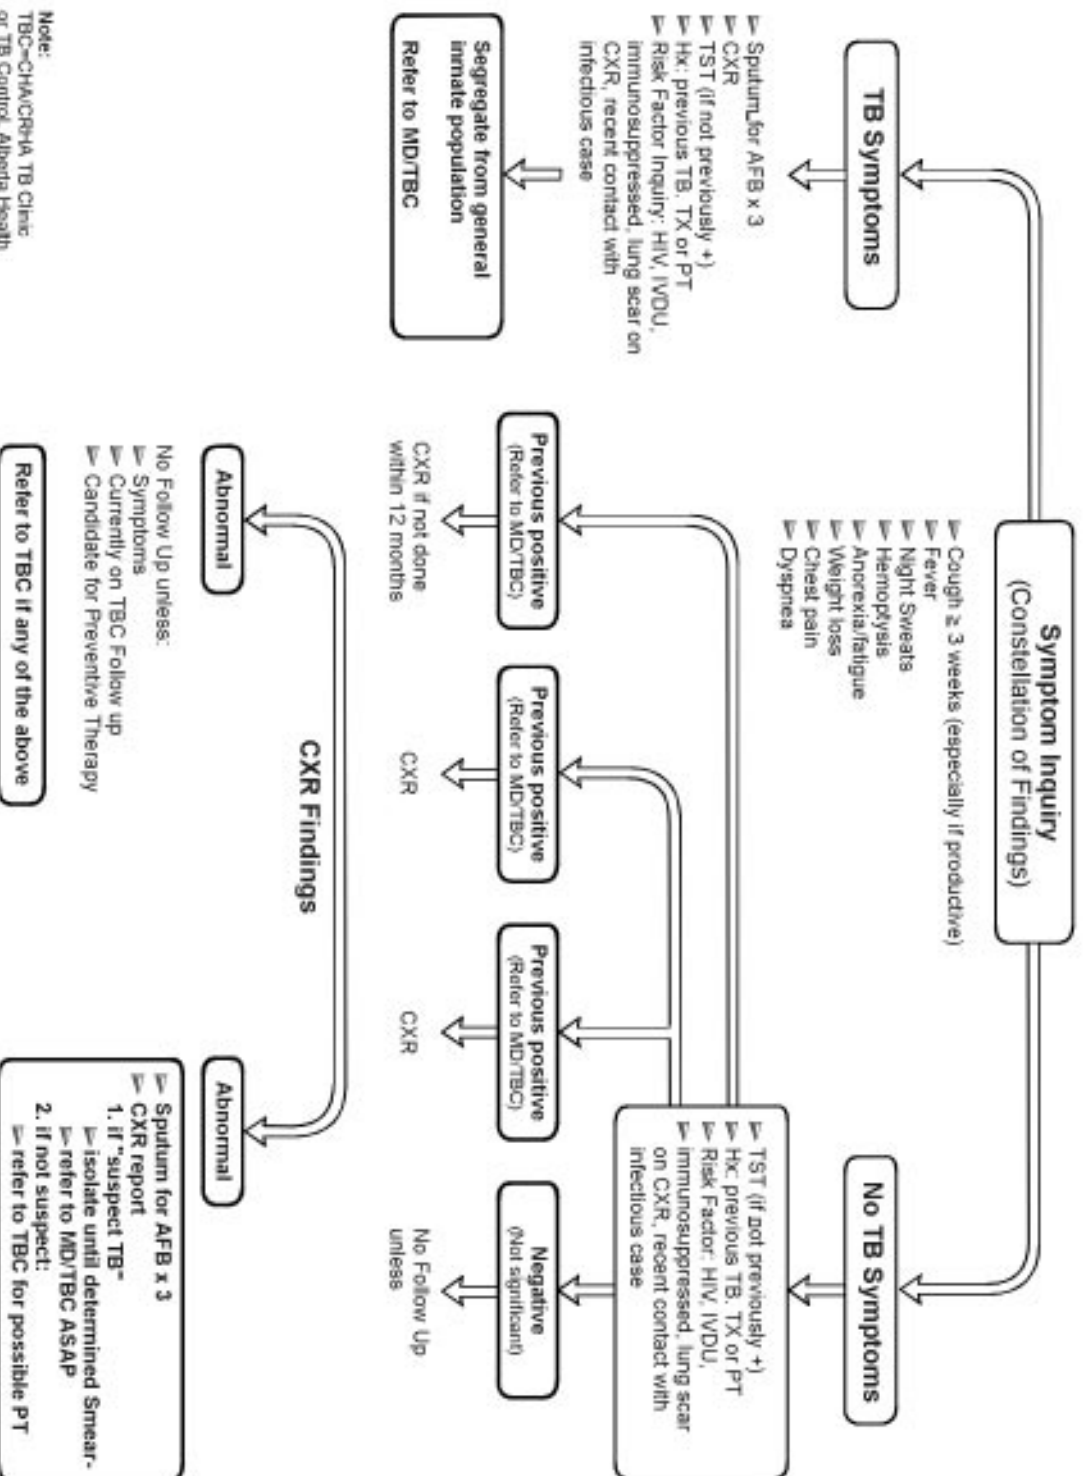 Symptom Inquiry
(Constellation of Findings)
➢ Cough ≥ 3 weeks (especially if productive)
➢ Fever
➢ Night Sweats
➢ Hemoptysis
➢ Anorexia/fatigue
➢ Weight loss
➢ Chest pain
➢ Dyspnea
TB Symptoms
➢ Sputum for AFB x 3
➢ CXR
➢ TST (if not previously +)
➢ Hx: previous TB. TX or PT
➢ Risk Factor Inquiry: HIV, IVDU,
immunosuppressed, lung scar on
CXR, recent contact with
infectious case
Segregate from general
inmate population
Refer to MD/TBC
No TB Symptoms
➢ TST (if not previously +)
➢ Hx: previous TB. TX or PT
➢ Risk Factor: HIV, IVDU,
➢ immunosuppressed, lung scar
on CXR, recent contact with
infectious case
Previous positive
(Refer to MD/TBC)
CXR if not done
within 12 months
Previous positive
(Refer to MD/TBC)
CXR
Previous positive
(Refer to MD/TBC)
CXR
Negative
(Not significant)
No Follow Up
unless
CXR Findings
Abnormal
No Follow Up unless:
➢ Symptoms
➢ Currently on TBC Follow up
➢ Candidate for Preventive Therapy
Refer to TBC if any of the above
Abnormal
➢ Sputum for AFB x 3
➢ CXR report
1. if "suspect TB"
➢ isolate until determined Smear-
➢ refer to MD/TBC ASAP
2. if not suspect:
➢ refer to TBC for possible PT
Note:
TBC=CHA/CRHA TB Clinic
or TB Control, Alberta Health